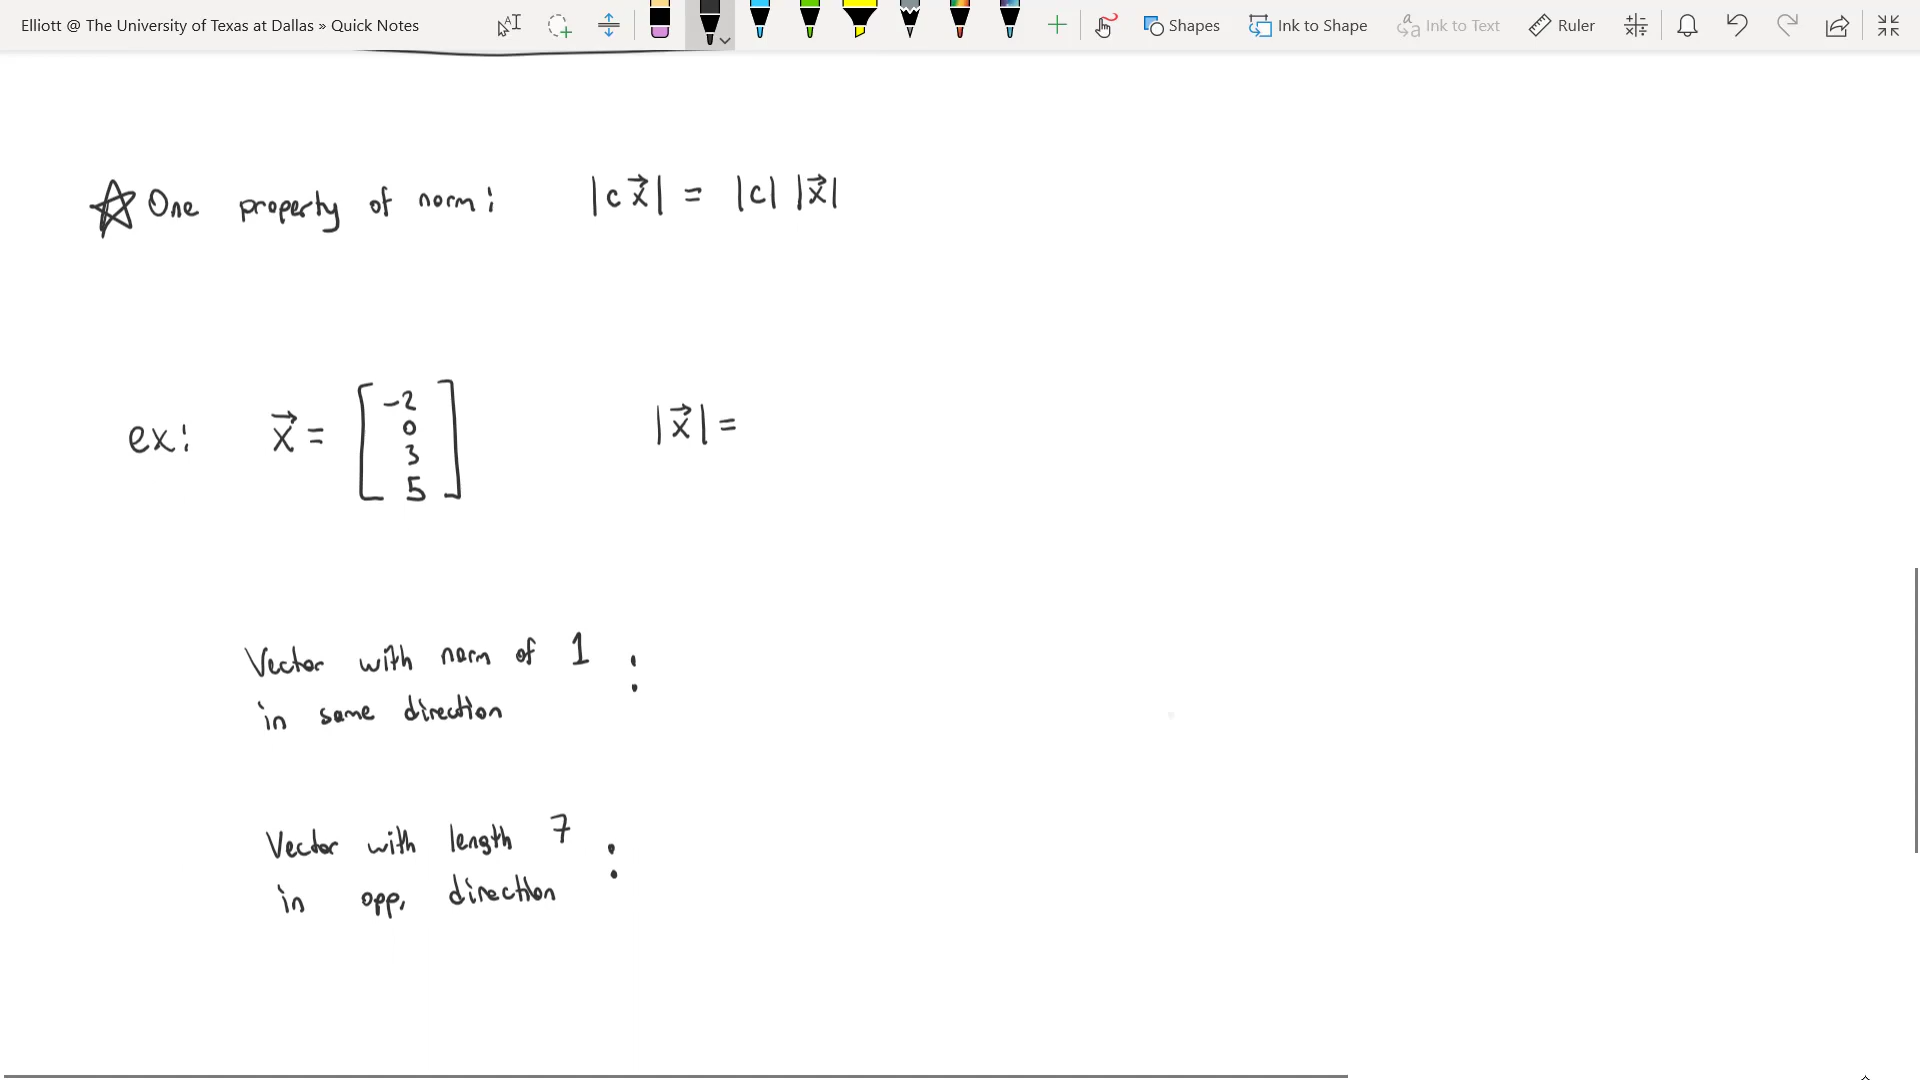 Elliott @ The University of Texas at Dallas » Quick Notes
Shapes
Ink to Shape
Ink to Text
Ruler
One property of norm: |c x⃗| = |c| |x⃗|
ex: x⃗ = [-2 0 3 5] |x⃗| =
Vector with norm of 1 :
in same direction
Vector with length 7 :
in opp. direction